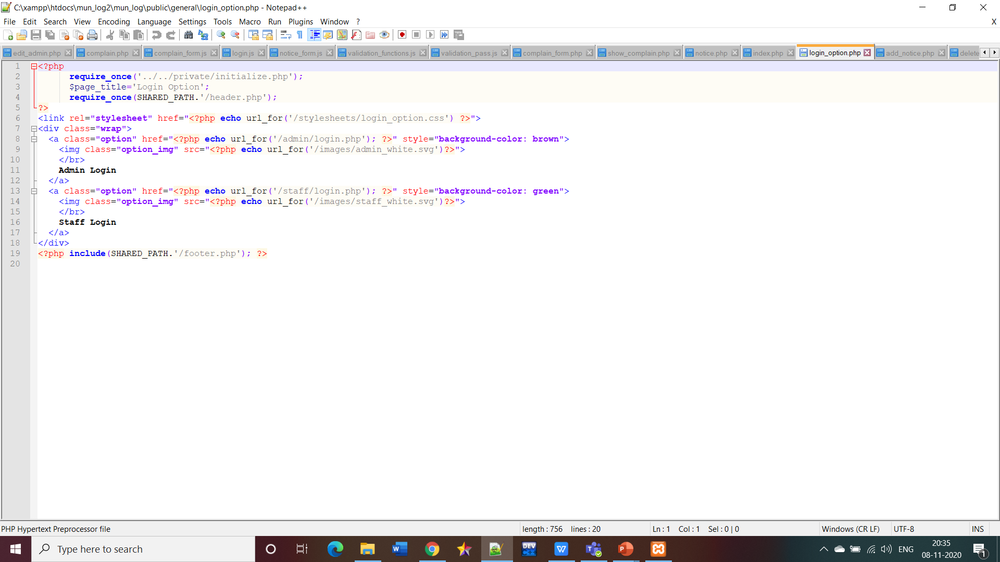 C:\xampp\htdocs\mun_log2\mun_log\public\general\login_option.php - Notepad++
File Edit Search View Encoding Language Settings Tools Macro Run Plugins Window ? X
edit_admin.php complain.php complain_form.js login.js notice_form.js validation_functions.js validation_pass.js complain_form.php show_complain.php notice.php index.php login_option.php add_notice.php delete
1 <?php
2 require_once('../../private/initialize.php');
3 $page_title='Login Option';
4 require_once(SHARED_PATH.'/header.php');
5 ?>
6 <link rel="stylesheet" href="<?php echo url_for('/stylesheets/login_option.css') ?>">
7 <div class="wrap">
8 <a class="option" href="<?php echo url_for('/admin/login.php'); ?>" style="background-color: brown">
9 <img class="option_img" src="<?php echo url_for('/images/admin_white.svg')?>">
10 </br>
11 Admin Login
12 </a>
13 <a class="option" href="<?php echo url_for('/staff/login.php'); ?>" style="background-color: green">
14 <img class="option_img" src="<?php echo url_for('/images/staff_white.svg')?>">
15 </br>
16 Staff Login
17 </a>
18 </div>
19 <?php include(SHARED_PATH.'/footer.php'); ?>
20
PHP Hypertext Preprocessor file length : 756 lines : 20 Ln : 1 Col : 1 Sel : 0 | 0 Windows (CR LF) UTF-8 INS
Type here to search
DEV C++
ENG
20:35
08-11-2020
1